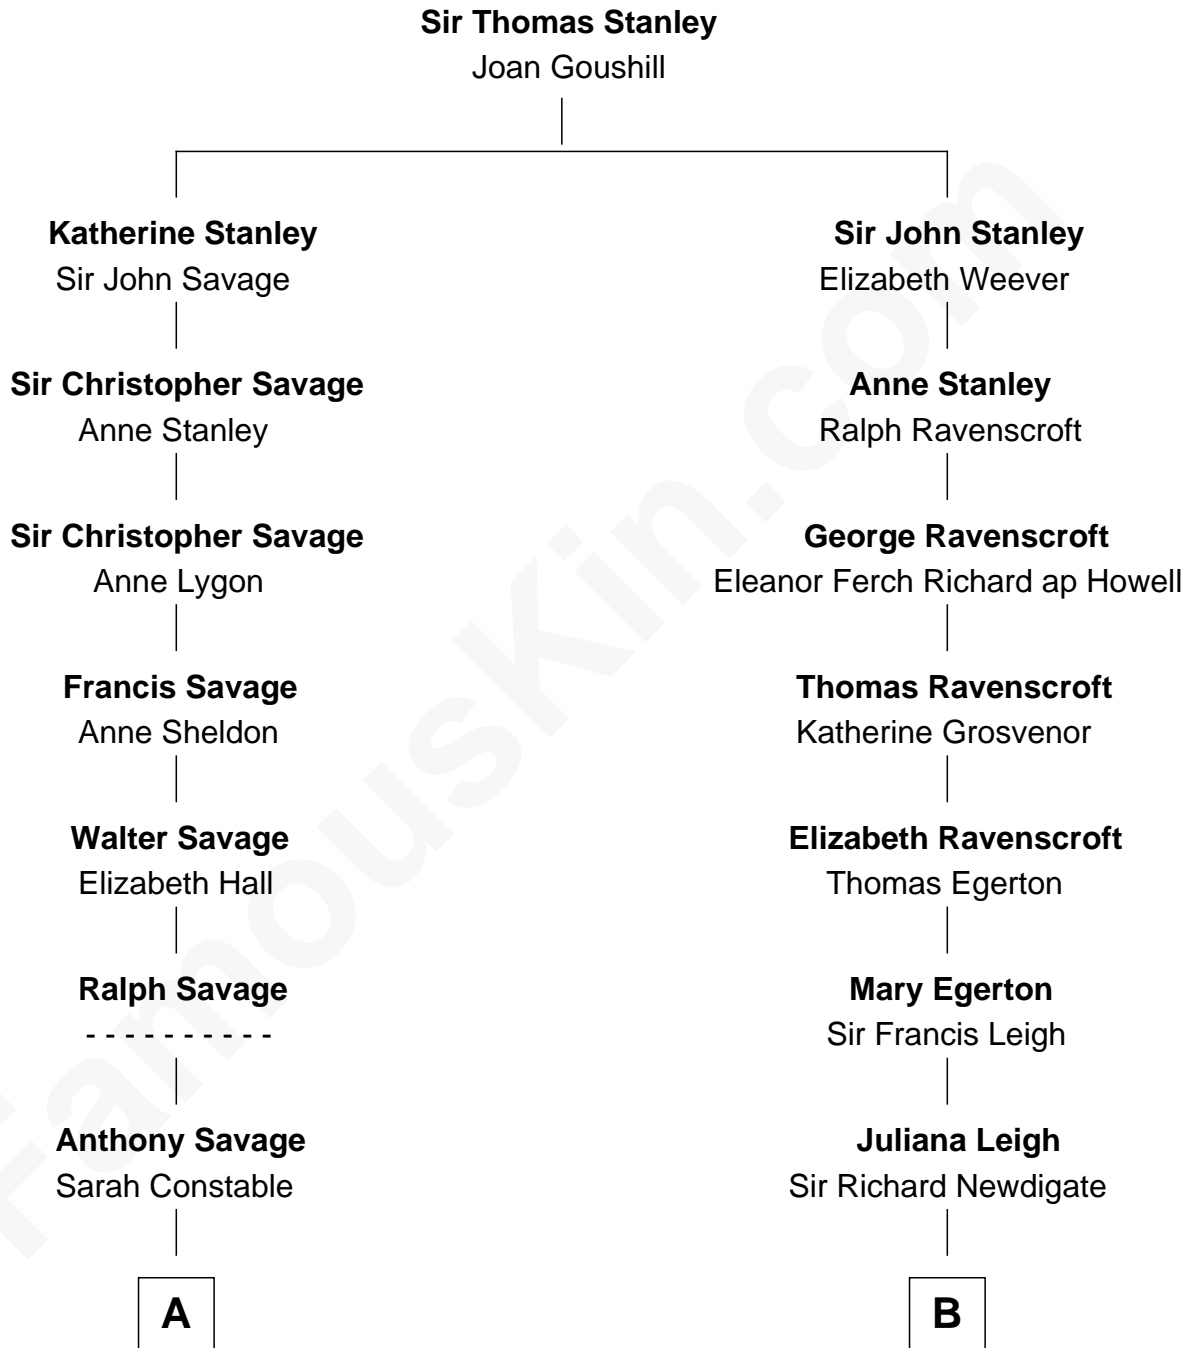 Sir Thomas Stanley
Joan Goushill
Katherine Stanley
Sir John Savage
Sir John Stanley
Elizabeth Weever
Sir Christopher Savage
Anne Stanley
Anne Stanley
Ralph Ravenscroft
Sir Christopher Savage
Anne Lygon
George Ravenscroft
Eleanor Ferch Richard ap Howell
Francis Savage
Anne Sheldon
Thomas Ravenscroft
Katherine Grosvenor
Walter Savage
Elizabeth Hall
Elizabeth Ravenscroft
Thomas Egerton
Ralph Savage
- - - - - - - - - -
Mary Egerton
Sir Francis Leigh
Anthony Savage
Sarah Constable
Juliana Leigh
Sir Richard Newdigate
A
B
FamousKin.com